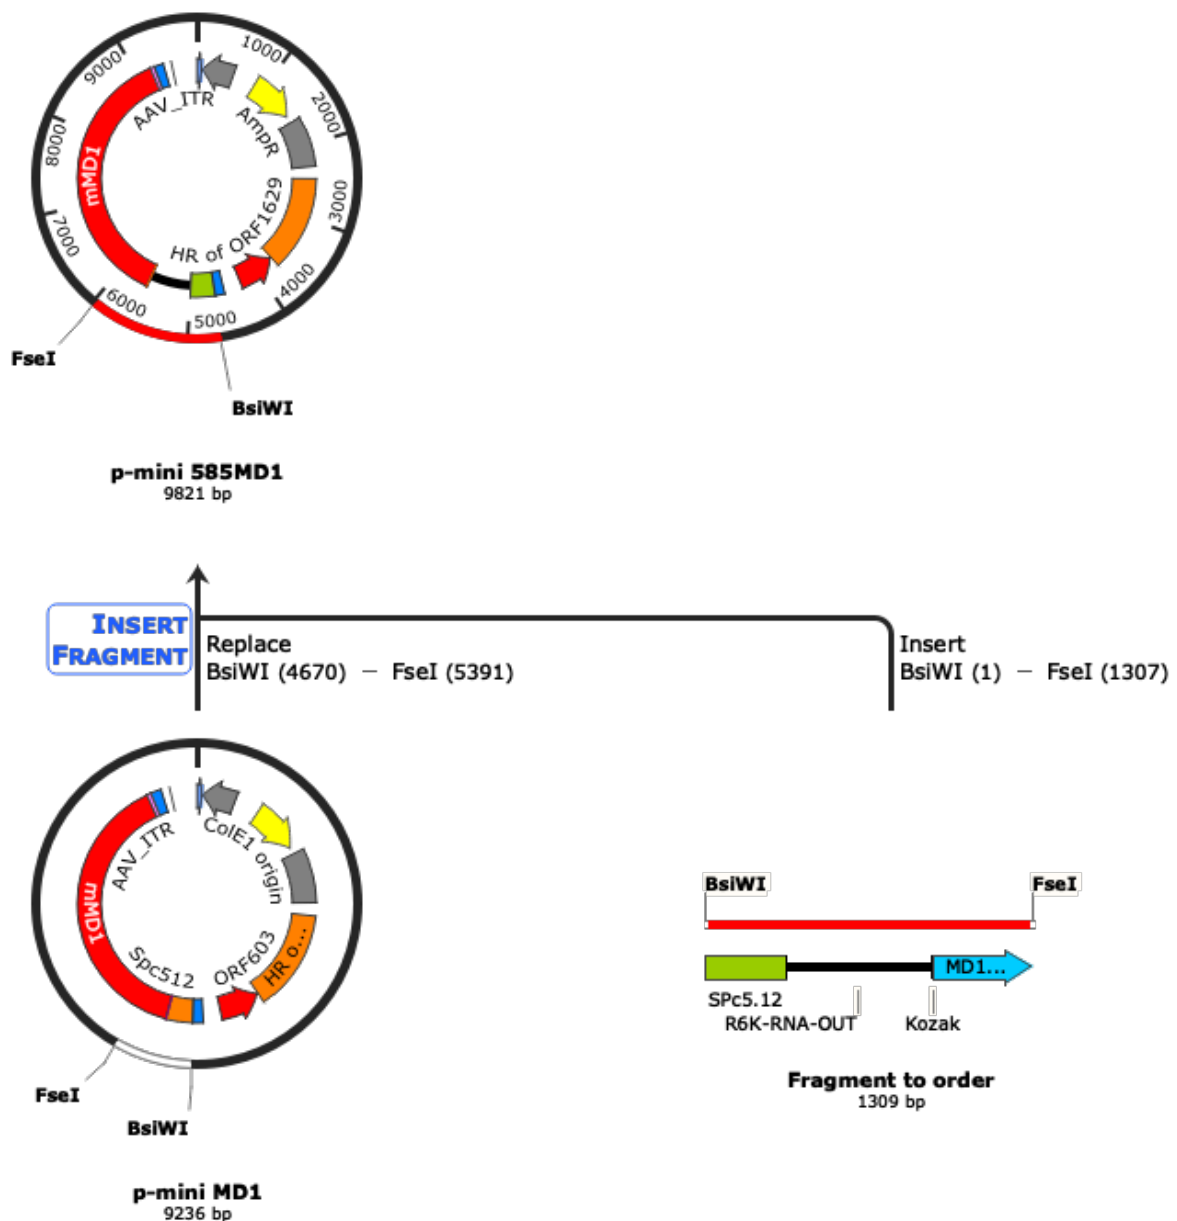 1000
2000
3000
4000
5000
6000
7000
8000
9000
AAV_ITR
AmpR
mMD1
HR of ORF1629
FseI
BsiWI
p-mini 585MD1
9821 bp
INSERT
FRAGMENT
Replace
BsiWI (4670) – FseI (5391)
Insert
BsiWI (1) – FseI (1307)
AAV_ITR
ColE1 origin
mMD1
Spc512
ORF603
HR o...
FseI
BsiWI
p-mini MD1
9236 bp
BsiWI
FseI
MD1...
SPc5.12
R6K-RNA-OUT
Kozak
Fragment to order
1309 bp